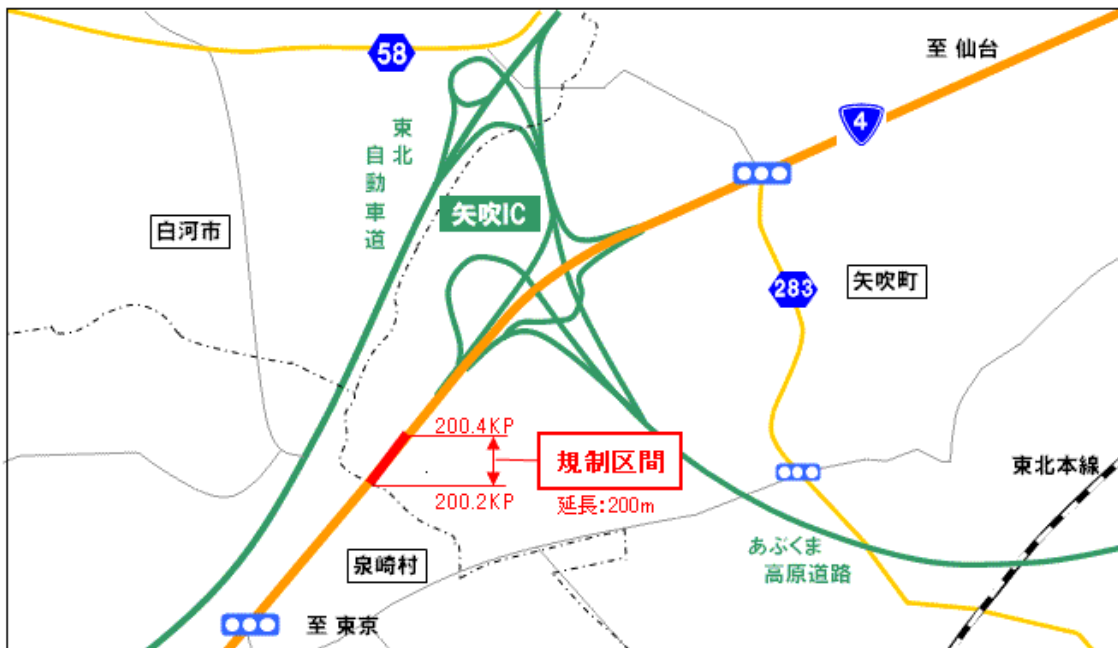 58
至 仙台
4
東北
自動車道
矢吹IC
白河市
283
矢吹町
200.4KP
規制区間
200.2KP
延長:200m
東北本線
あぶくま
高原道路
泉崎村
至 東京